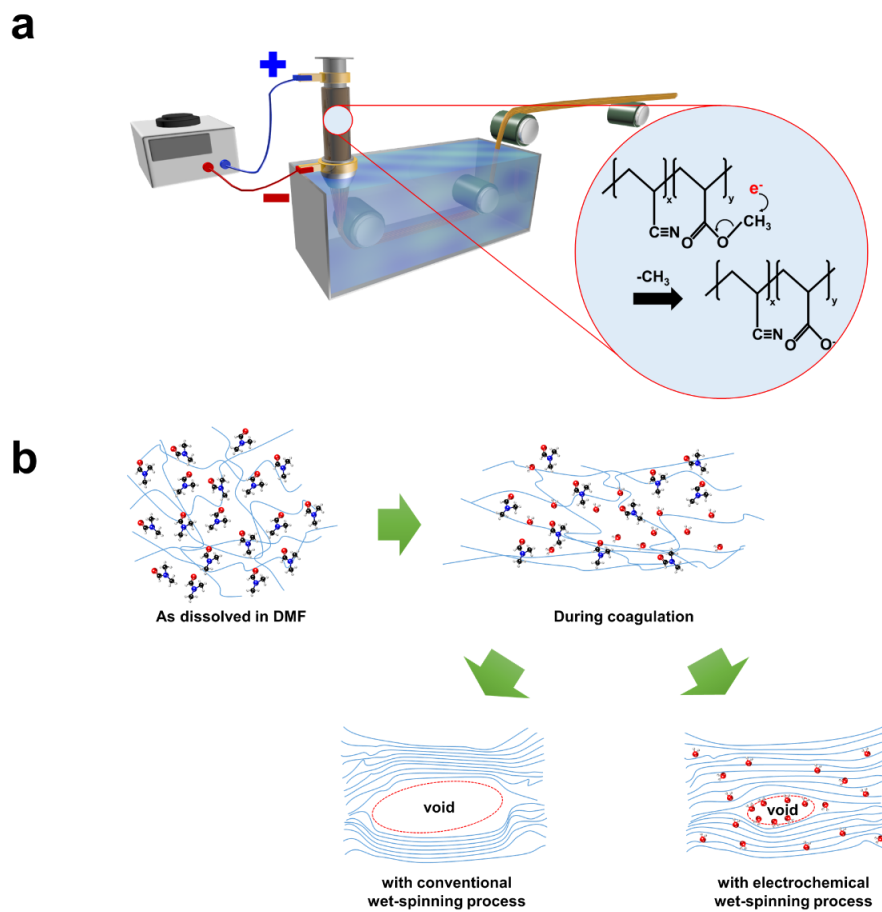 a
+
−
e-
x
y
C≡N
O
O
CH3
-CH3
x
y
C≡N
O
O-
b
As dissolved in DMF
During coagulation
void
void
with conventional
wet-spinning process
with electrochemical
wet-spinning process